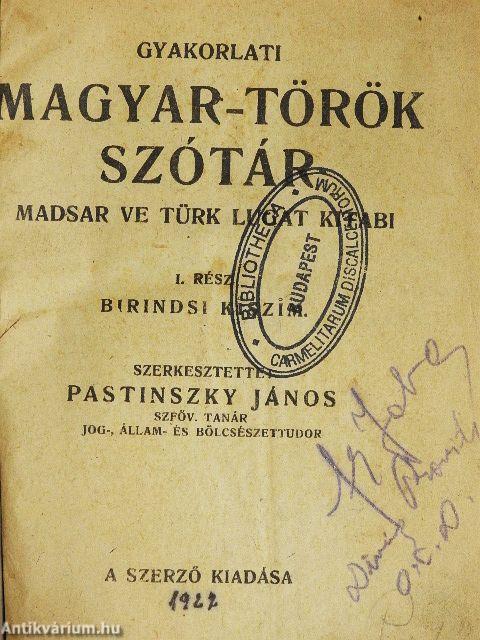 GYAKORLATI
MAGYAR-TÖRÖK
SZÓTÁR
MADSAR VE TÜRK LUGAT KITABI
I. RÉSZ
BIRINDSI KISZIM.
BIBLIOTHECA
CARMELITARUM DISCALCEATORUM
BUDAPEST
SZERKESZTETTE:
PASTINSZKY JÁNOS
SZFŐV. TANÁR
JOG-, ÁLLAM- ÉS BÖLCSÉSZETTUDOR
O.C.D.
A SZERZŐ KIADÁSA
1922
Antikvárium.hu